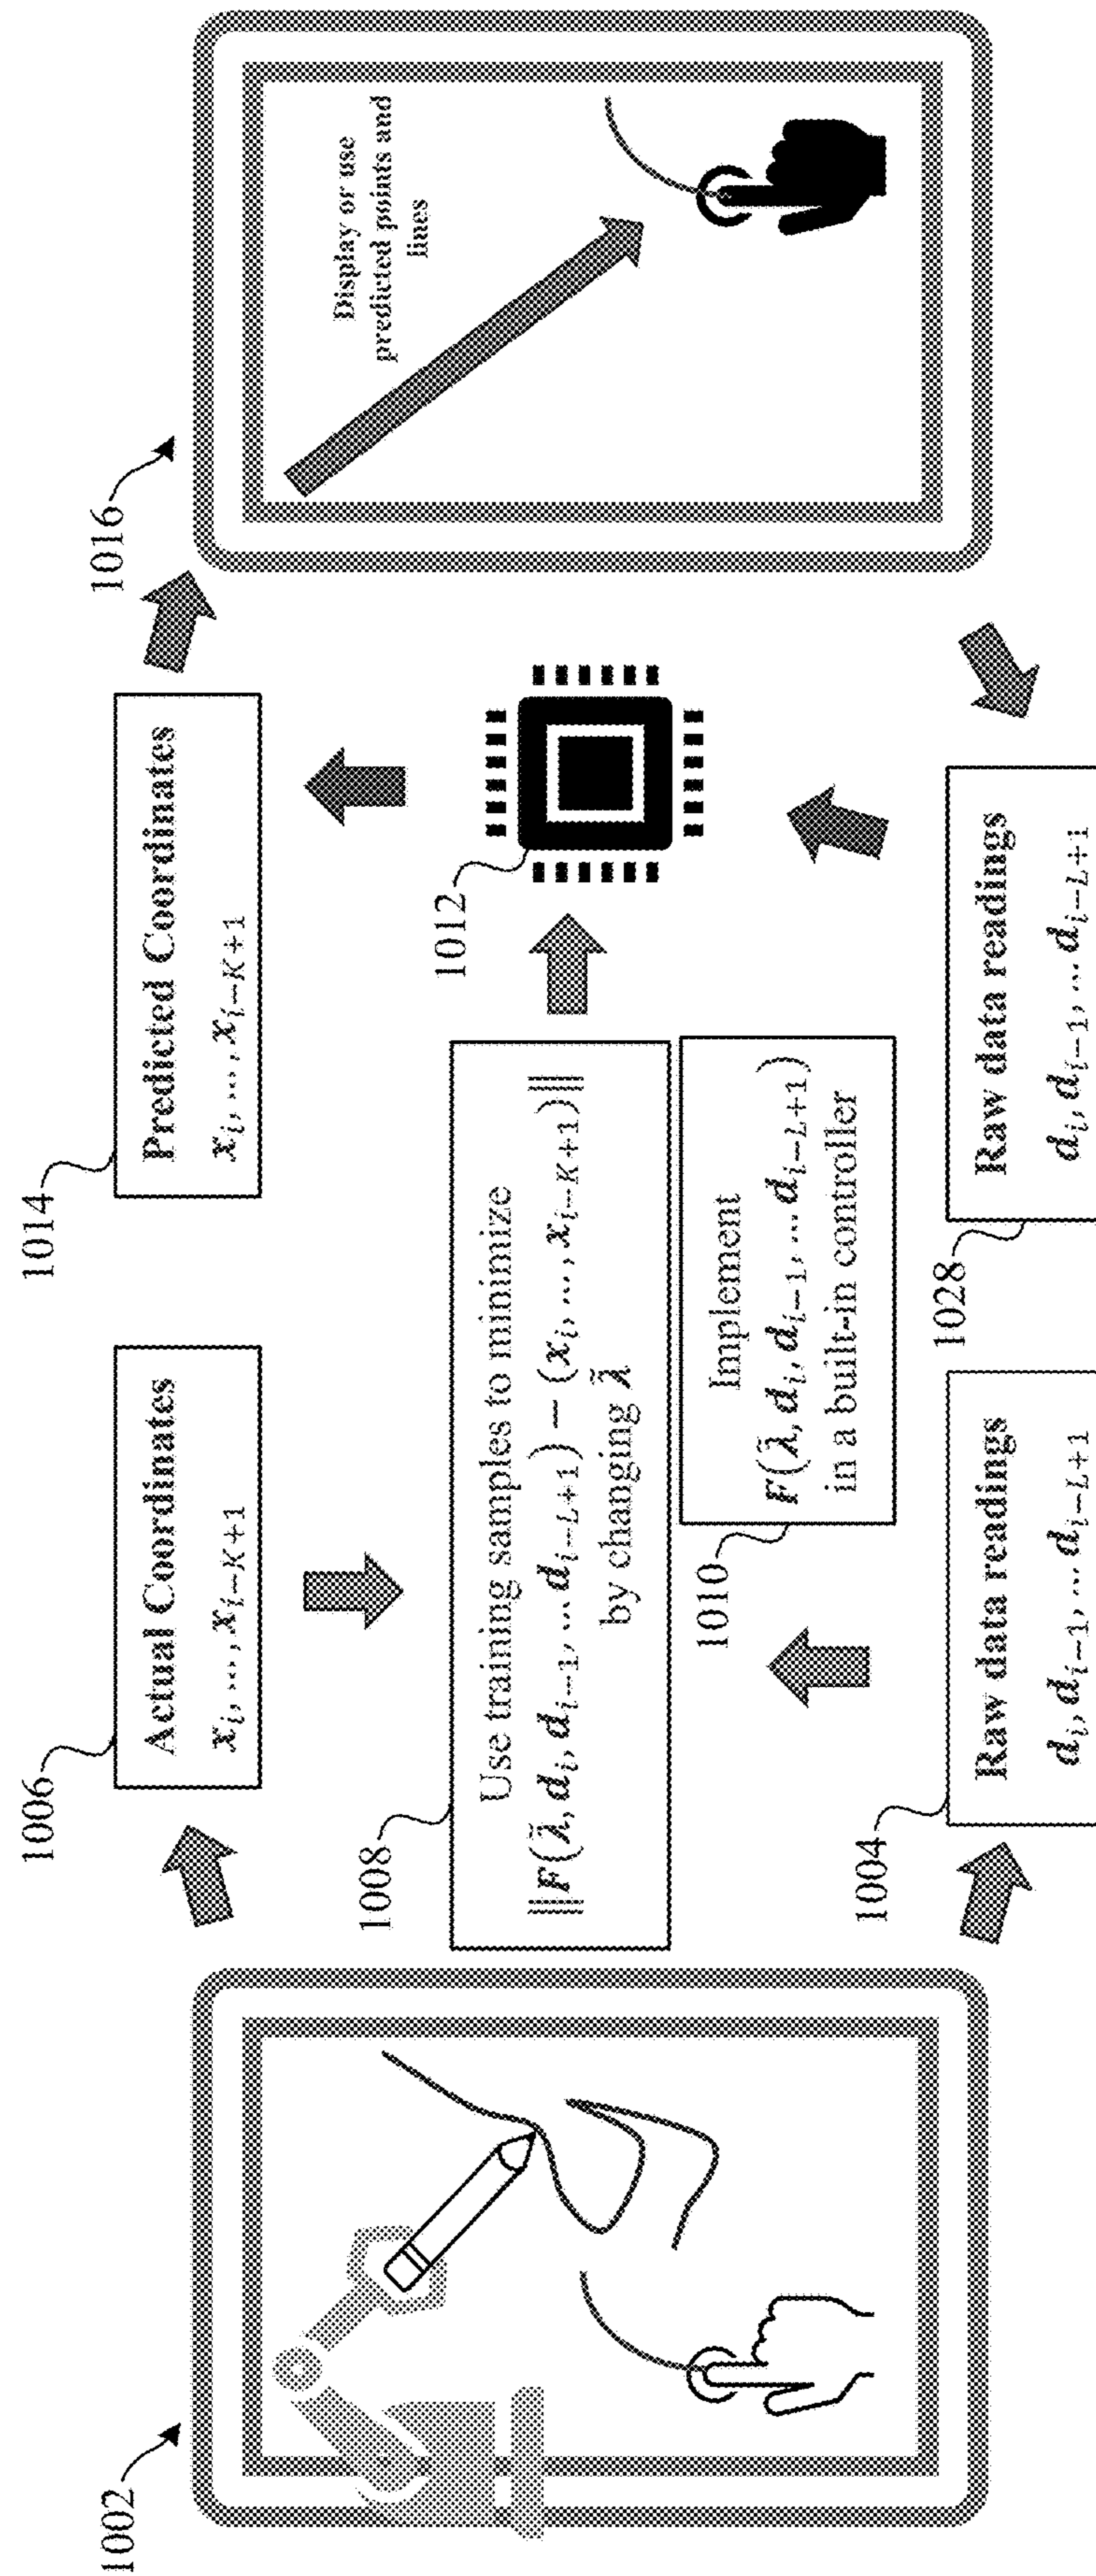 1002
1006
Actual Coordinates
x_i, ..., x_{i−K+1}
1014
Predicted Coordinates
x_i, ..., x_{i−K+1}
1016
Display or use
predicted points and
lines
1008
Use training samples to minimize
‖F(λ̃, d_i, d_{i−1}, ... d_{i−L+1}) − (x_i, ..., x_{i−K+1})‖
by changing λ̃
1012
1010
Implement
F(λ̃, d_i, d_{i−1}, ... d_{i−L+1})
in a built-in controller
1004
Raw data readings
d_i, d_{i−1}, ... d_{i−L+1}
1028
Raw data readings
d_i, d_{i−1}, ... d_{i−L+1}